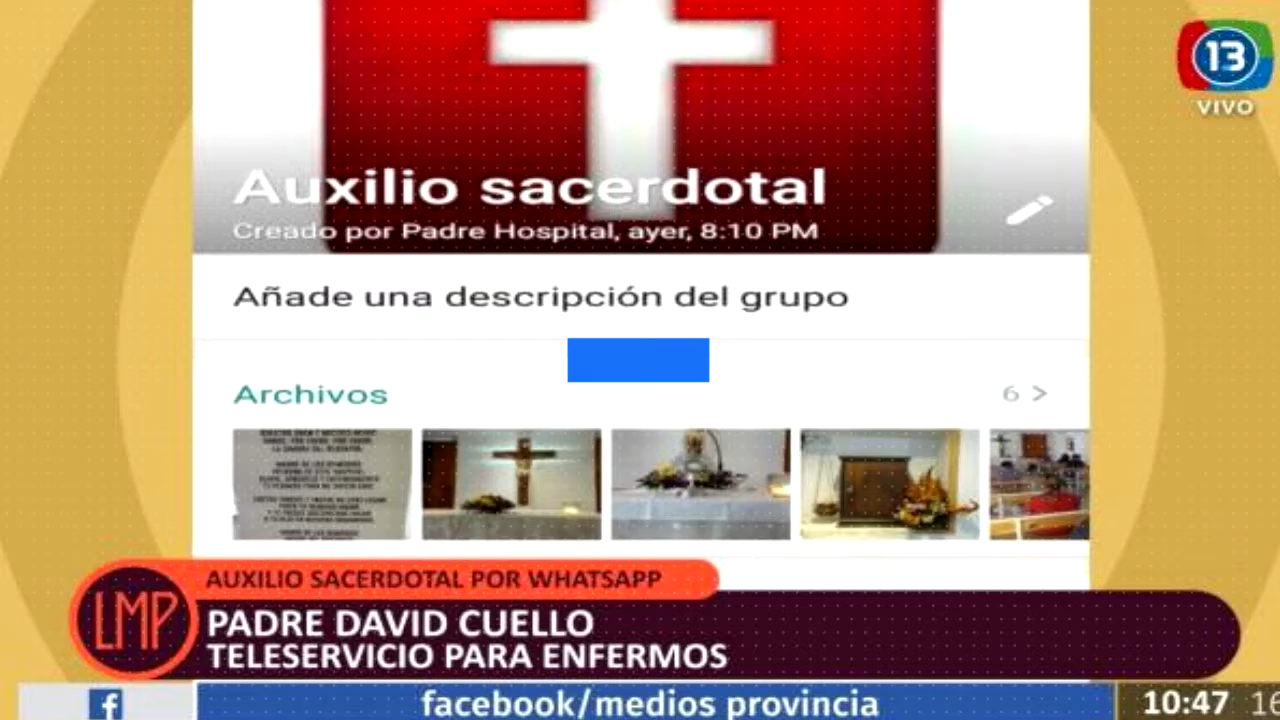 13
VIVO
Auxilio sacerdotal
Creado por Padre Hospital, ayer, 8:10 PM
Añade una descripción del grupo
Archivos
6 >
AUXILIO SACERDOTAL POR WHATSAPP
LMP
PADRE DAVID CUELLO
TELESERVICIO PARA ENFERMOS
f
facebook/medios provincia
10:47